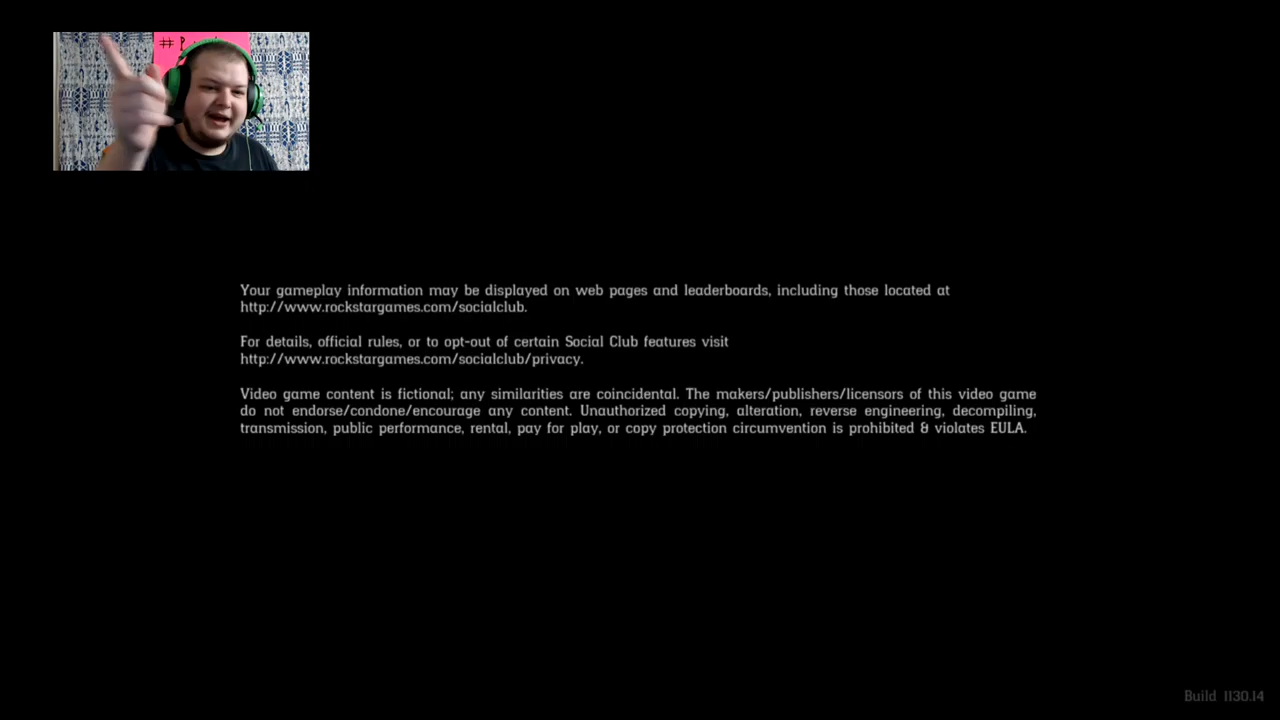 #
Your gameplay information may be displayed on web pages and leaderboards, including those located at
http://www.rockstargames.com/socialclub.
For details, official rules, or to opt-out of certain Social Club features visit
http://www.rockstargames.com/socialclub/privacy.
Video game content is fictional; any similarities are coincidental. The makers/publishers/licensors of this video game
do not endorse/condone/encourage any content. Unauthorized copying, alteration, reverse engineering, decompiling,
transmission, public performance, rental, pay for play, or copy protection circumvention is prohibited & violates EULA.
Build 1130.14